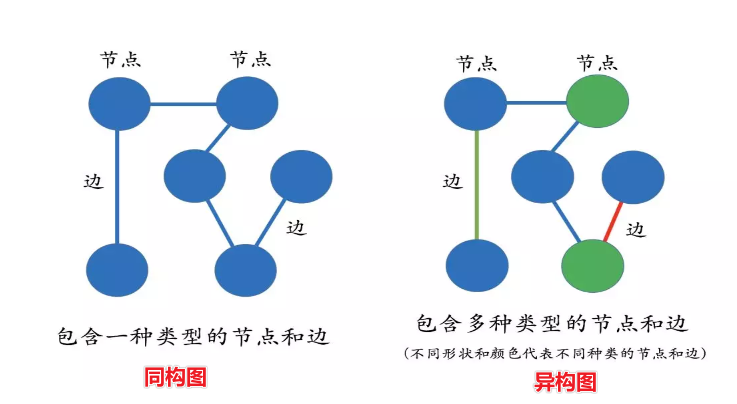 节点
节点
边
边
包含一种类型的节点和边
同构图
节点
节点
边
边
包含多种类型的节点和边
(不同形状和颜色代表不同种类的节点和边)
异构图